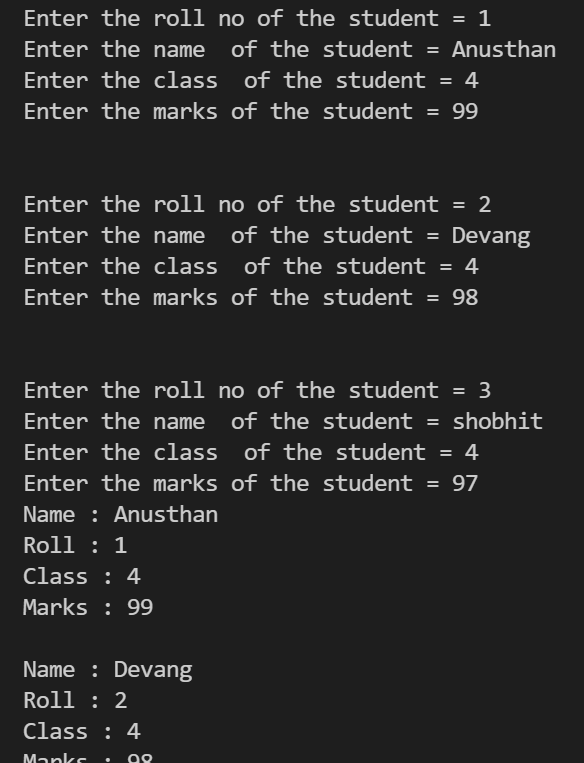 Enter the roll no of the student = 1
Enter the name  of the student = Anusthan
Enter the class  of the student = 4
Enter the marks of the student = 99
Enter the roll no of the student = 2
Enter the name  of the student = Devang
Enter the class  of the student = 4
Enter the marks of the student = 98
Enter the roll no of the student = 3
Enter the name  of the student = shobhit
Enter the class  of the student = 4
Enter the marks of the student = 97
Name : Anusthan
Roll : 1
Class : 4
Marks : 99
Name : Devang
Roll : 2
Class : 4
Marks : 98